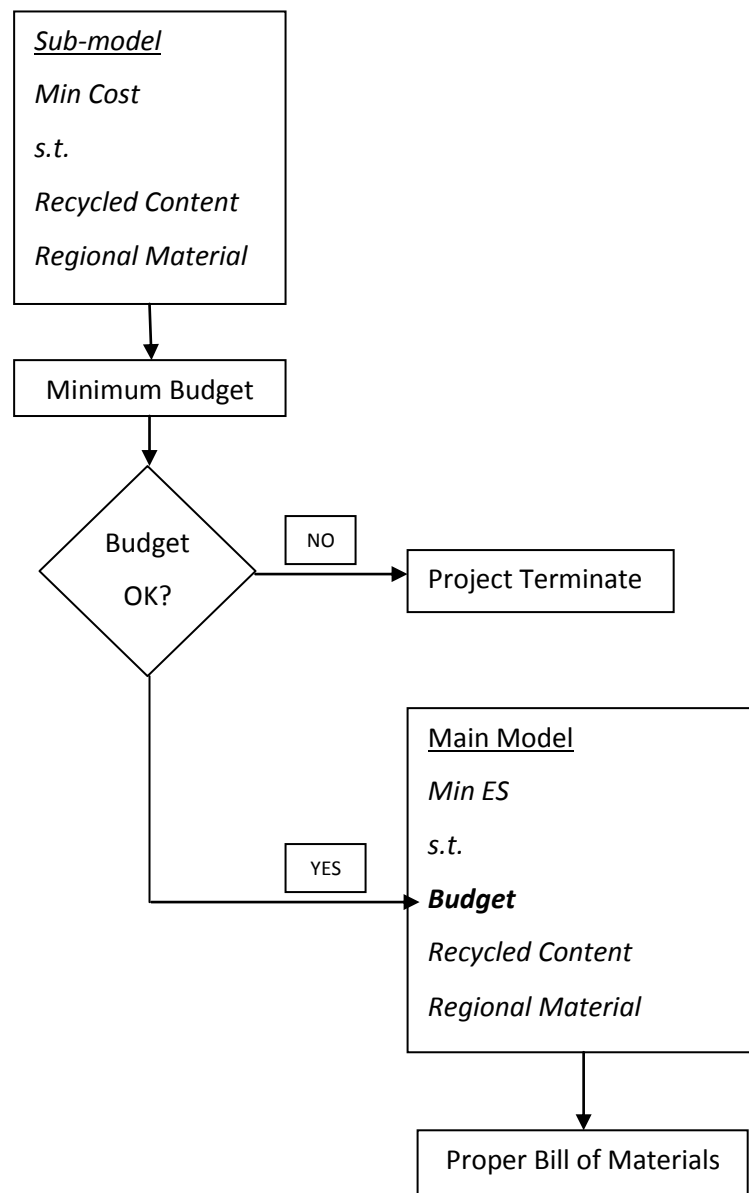 Sub-model
Min Cost
s.t.
Recycled Content
Regional Material
Minimum Budget
Budget
OK?
NO
Project Terminate
Main Model
Min ES
s.t.
Budget
Recycled Content
Regional Material
YES
Proper Bill of Materials